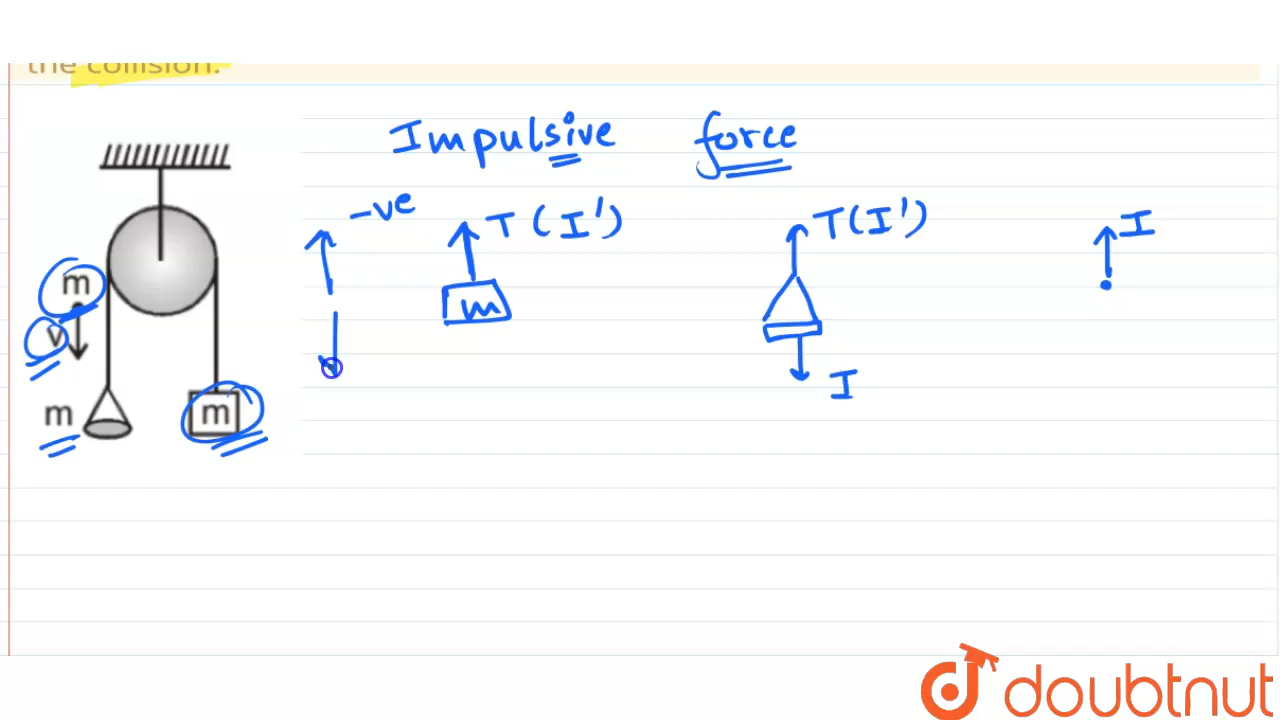 the collision.
Impulsive force
-ve
T (I')
T(I')
I
m
m
v
I
m
m
doubtnut